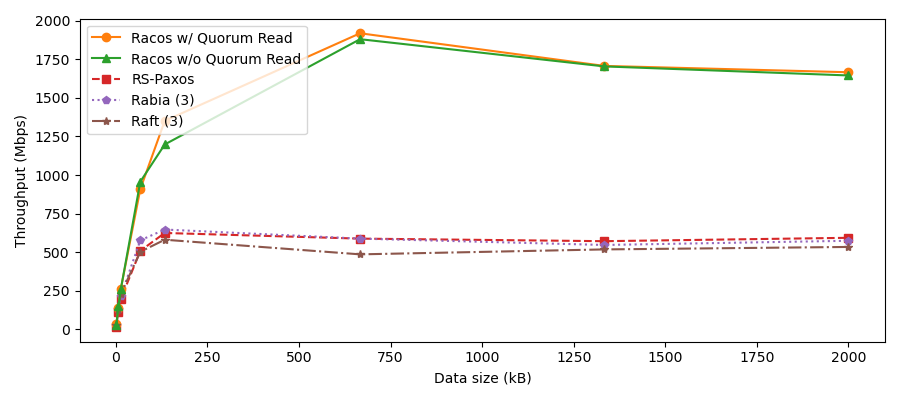 2000
1750
1500
1250
1000
750
500
250
0
Throughput (Mbps)
Racos w/ Quorum Read
Racos w/o Quorum Read
RS-Paxos
Rabia (3)
Raft (3)
0 250 500 750 1000 1250 1500 1750 2000
Data size (kB)